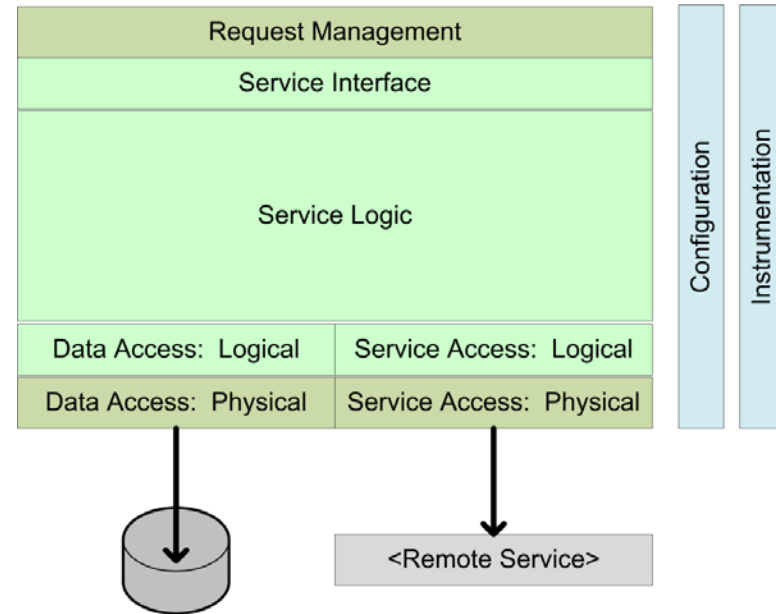 Request Management
Service Interface
Service Logic
Data Access: Logical
Service Access: Logical
Data Access: Physical
Service Access: Physical
<Remote Service>
Configuration
Instrumentation